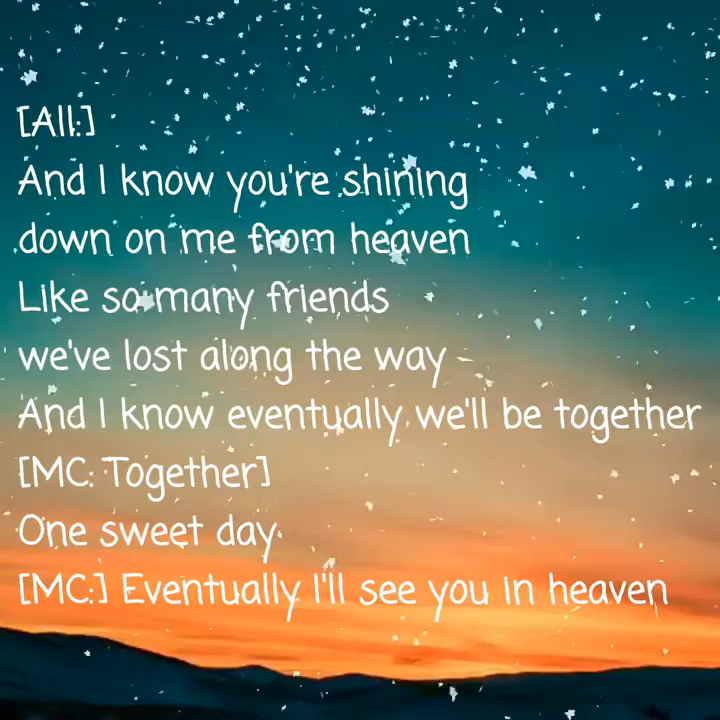 [All:]
And I know you're shining
down on me from heaven
Like so many friends
we've lost along the way
And I know eventually we'll be together
[MC: Together]
One sweet day
[MC:] Eventually I'll see you in heaven